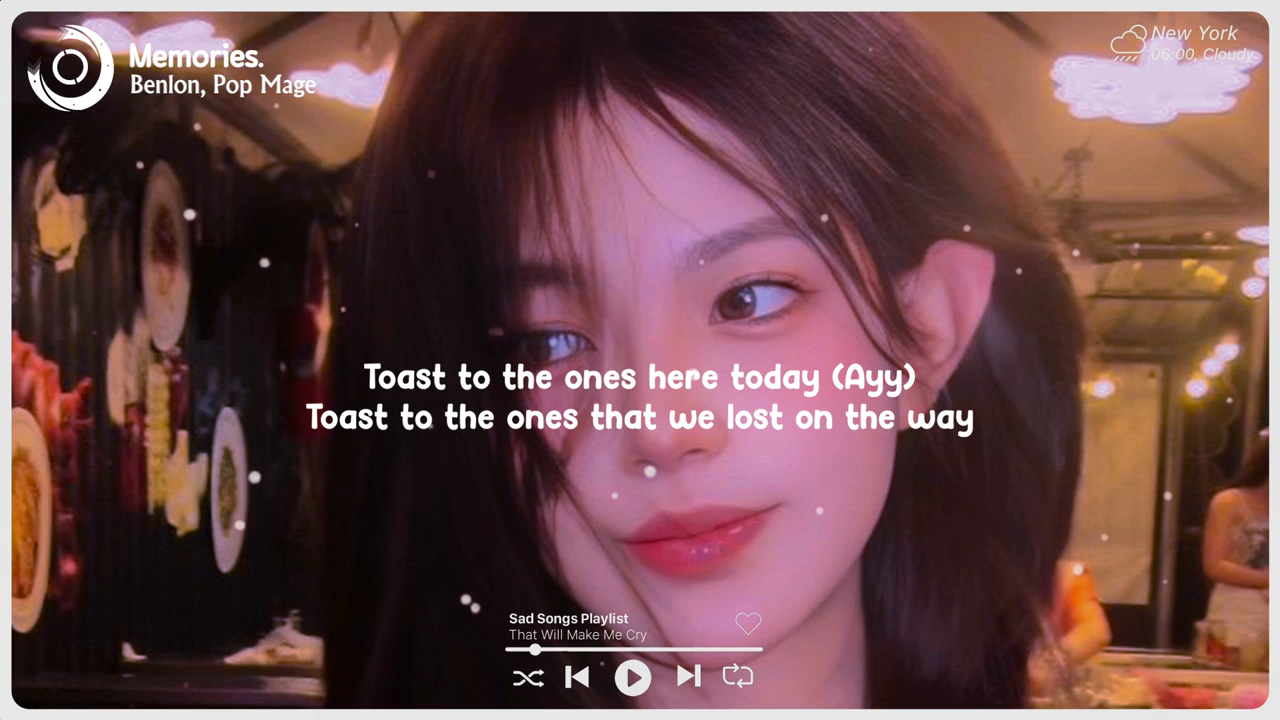 Memories.
Benlon, Pop Mage
New York
06:00, Cloudy
Toast to the ones here today (Ayy)
Toast to the ones that we lost on the way
Sad Songs Playlist
That Will Make Me Cry